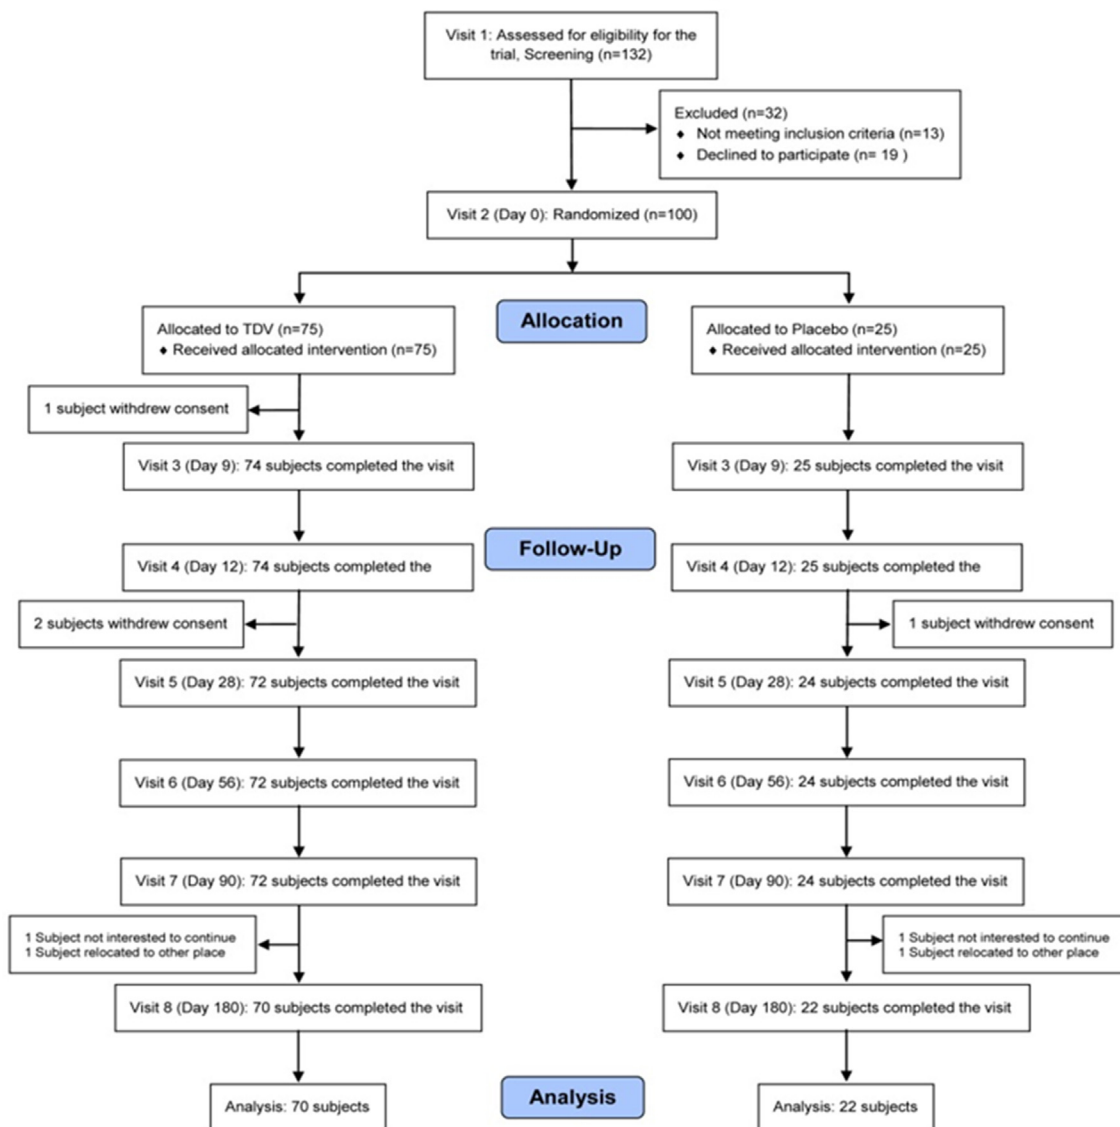 Visit 1: Assessed for eligibility for the
trial, Screening (n=132)
Excluded (n=32)
♦ Not meeting inclusion criteria (n=13)
♦ Declined to participate (n= 19 )
Visit 2 (Day 0): Randomized (n=100)
Allocation
Allocated to TDV (n=75)
♦ Received allocated intervention (n=75)
Allocated to Placebo (n=25)
♦ Received allocated intervention (n=25)
1 subject withdrew consent
Visit 3 (Day 9): 74 subjects completed the visit
Visit 3 (Day 9): 25 subjects completed the visit
Follow-Up
Visit 4 (Day 12): 74 subjects completed the
Visit 4 (Day 12): 25 subjects completed the
2 subjects withdrew consent
1 subject withdrew consent
Visit 5 (Day 28): 72 subjects completed the visit
Visit 5 (Day 28): 24 subjects completed the visit
Visit 6 (Day 56): 72 subjects completed the visit
Visit 6 (Day 56): 24 subjects completed the visit
Visit 7 (Day 90): 72 subjects completed the visit
Visit 7 (Day 90): 24 subjects completed the visit
1 Subject not interested to continue
1 Subject relocated to other place
1 Subject not interested to continue
1 Subject relocated to other place
Visit 8 (Day 180): 70 subjects completed the visit
Visit 8 (Day 180): 22 subjects completed the visit
Analysis
Analysis: 70 subjects
Analysis: 22 subjects